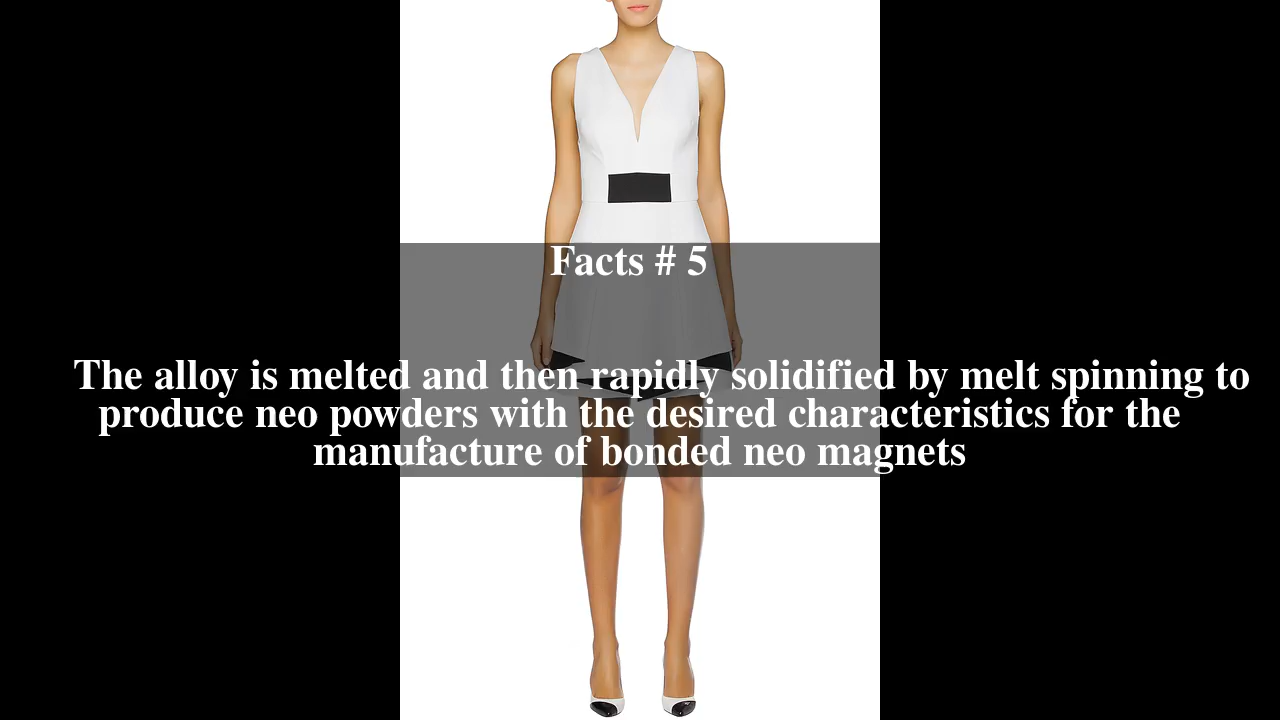 Facts # 5
The alloy is melted and then rapidly solidified by melt spinning to
produce neo powders with the desired characteristics for the
manufacture of bonded neo magnets